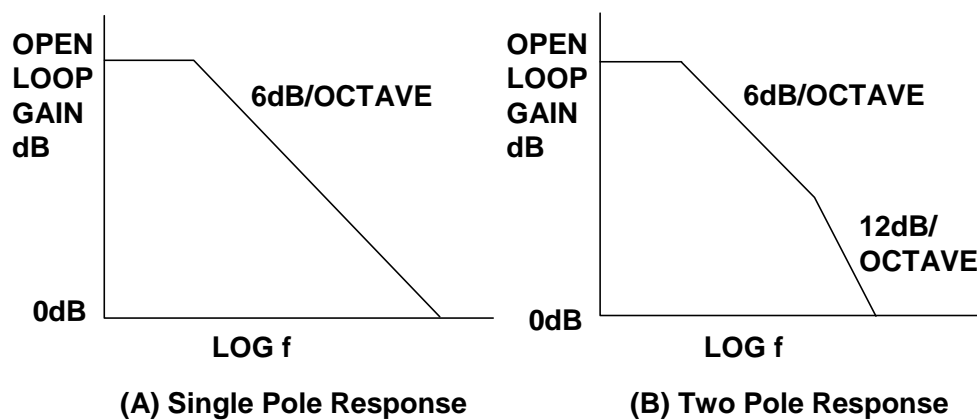 OPEN
LOOP
GAIN
dB
6dB/OCTAVE
0dB
LOG f
(A) Single Pole Response
OPEN
LOOP
GAIN
dB
6dB/OCTAVE
12dB/
OCTAVE
0dB
LOG f
(B) Two Pole Response